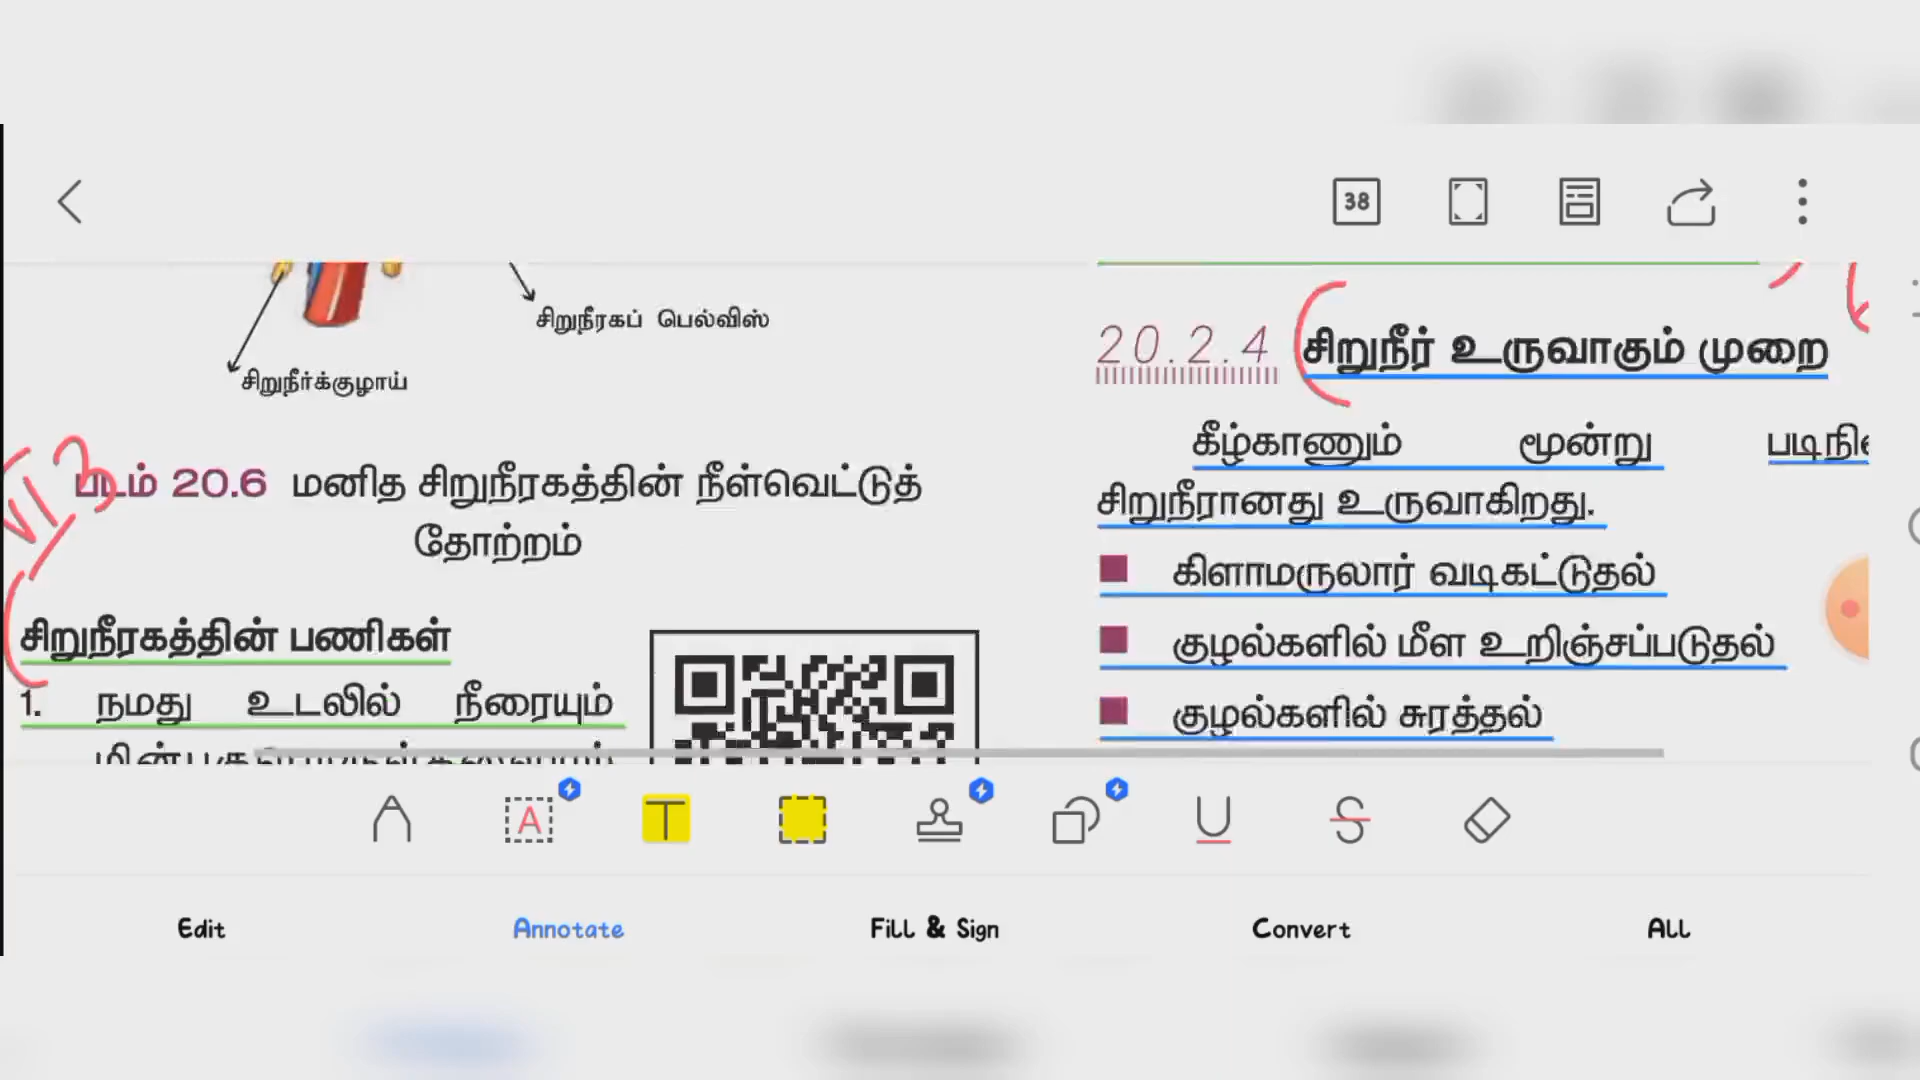 38
சிறுநீரகப் பெல்விஸ்
சிறுநீர்க்குழாய்
படம் 20.6 மனித சிறுநீரகத்தின் நீள்வெட்டுத்
தோற்றம்
சிறுநீரகத்தின் பணிகள்
1. நமது உடலில் நீரையும்
20.2.4 சிறுநீர் உருவாகும் முறை
கீழ்காணும் மூன்று
சிறுநீரானது உருவாகிறது.
கிளாமருலார் வடிகட்டுதல்
குழல்களில் மீள உறிஞ்சப்படுதல்
குழல்களில் சுரத்தல்
Edit Annotate Fill & Sign Convert All